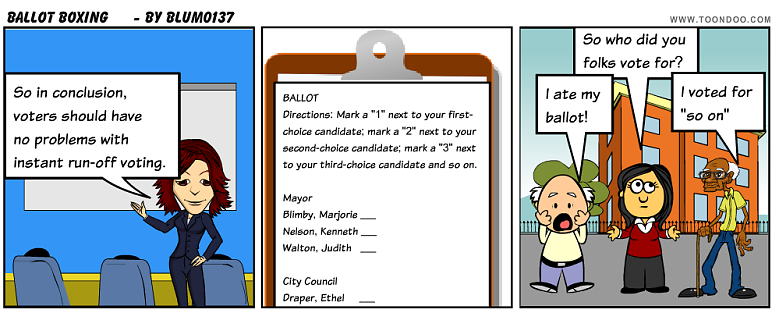 BALLOT BOXING - BY BLUM0137
WWW.TOONDOO.COM
So in conclusion,
voters should have
no problems with
instant run-off voting.
BALLOT
Directions: Mark a "1" next to your first-
choice candidate; mark a "2" next to your
second-choice candidate; mark a "3" next
to your third-choice candidate and so on.
Mayor
Blimby, Marjorie ___
Nelson, Kenneth ___
Walton, Judith ___
City Council
Draper, Ethel ___
So who did you
folks vote for?
I ate my
ballot!
I voted for
"so on"